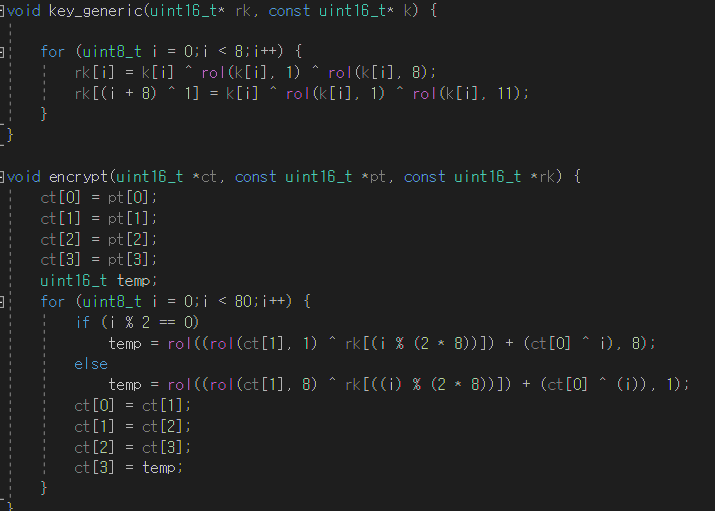 void key_generic(uint16_t* rk, const uint16_t* k) {
for (uint8_t i = 0;i < 8;i++) {
rk[i] = k[i] ^ rol(k[i], 1) ^ rol(k[i], 8);
rk[(i + 8) ^ 1] = k[i] ^ rol(k[i], 1) ^ rol(k[i], 11);
}
}
void encrypt(uint16_t *ct, const uint16_t *pt, const uint16_t *rk) {
ct[0] = pt[0];
ct[1] = pt[1];
ct[2] = pt[2];
ct[3] = pt[3];
uint16_t temp;
for (uint8_t i = 0;i < 80;i++) {
if (i % 2 == 0)
temp = rol((rol(ct[1], 1) ^ rk[(i % (2 * 8))]) + (ct[0] ^ i), 8);
else
temp = rol((rol(ct[1], 8) ^ rk[((i) % (2 * 8))]) + (ct[0] ^ (i)), 1);
ct[0] = ct[1];
ct[1] = ct[2];
ct[2] = ct[3];
ct[3] = temp;
}
}